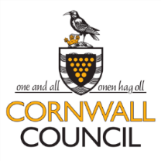 one and all onen hag oll
CORNWALL
COUNCIL